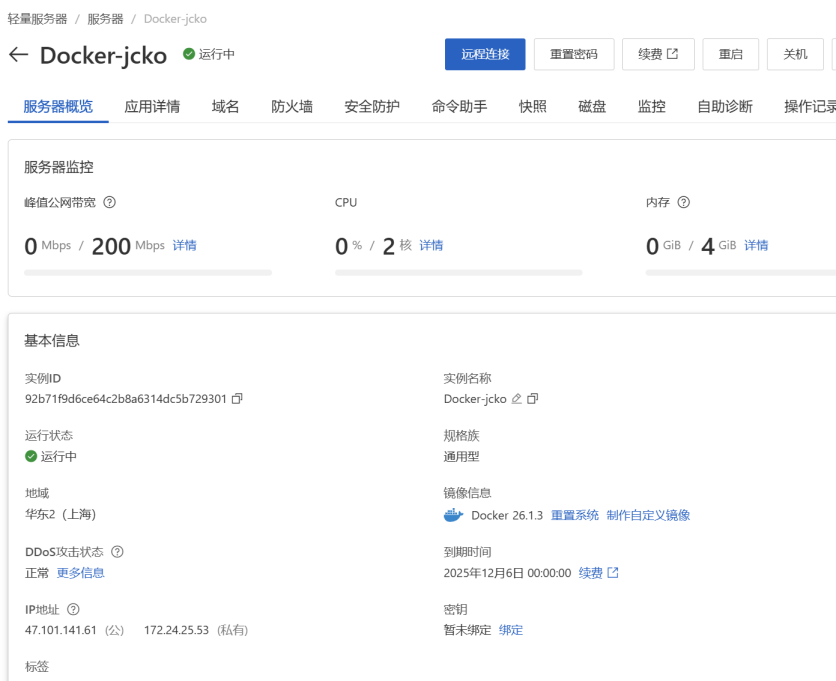 轻量服务器 / 服务器 / Docker-jcko
← Docker-jcko 运行中 远程连接 重置密码 续费 重启 关机
服务器概览 应用详情 域名 防火墙 安全防护 命令助手 快照 磁盘 监控 自助诊断 操作记录
服务器监控
峰值公网带宽 ? CPU 内存 ?
0 Mbps / 200 Mbps 详情 0 % / 2 核 详情 0 GiB / 4 GiB 详情
基本信息
实例ID 实例名称
92b71f9d6ce64c2b8a6314dc5b729301 Docker-jcko
运行状态 规格族
运行中 通用型
地域 镜像信息
华东2（上海) Docker 26.1.3 重置系统 制作自定义镜像
DDoS攻击状态 ? 到期时间
正常 更多信息 2025年12月6日 00:00:00 续费
IP地址 ? 密钥
47.101.141.61 (公) 172.24.25.53 (私有) 暂未绑定 绑定
标签